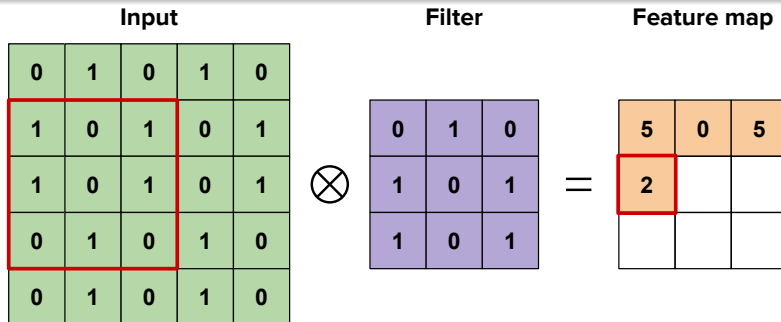 Input Filter Feature map
0 1 0 1 0
1 0 1 0 1 0 1 0 5 0 5
1 0 1 0 1 ⊗ 1 0 1 = 2
0 1 0 1 0 1 0 1
0 1 0 1 0